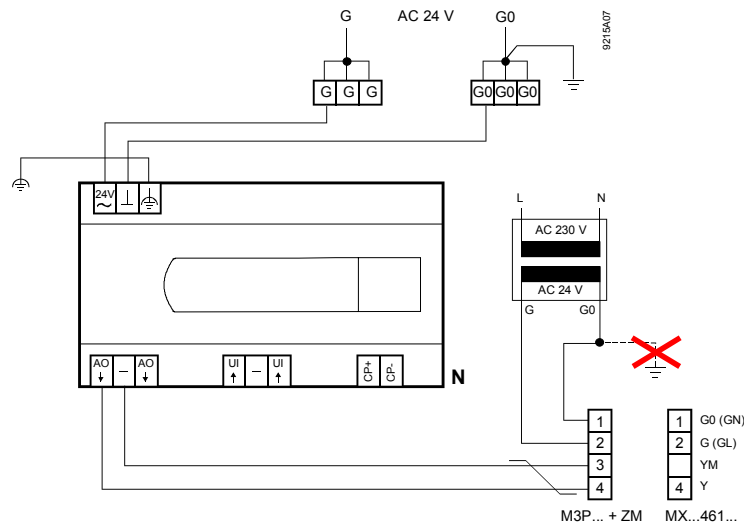 G AC 24 V G0
9215A07
G G G G0 G0 G0
24V
L N
AC 230 V
AC 24 V
G G0
AO – AO UI – UI CP+ CP-
N
1 1 G0 (GN)
2 2 G (GL)
3 YM
4 4 Y
M3P... + ZM MX...461...